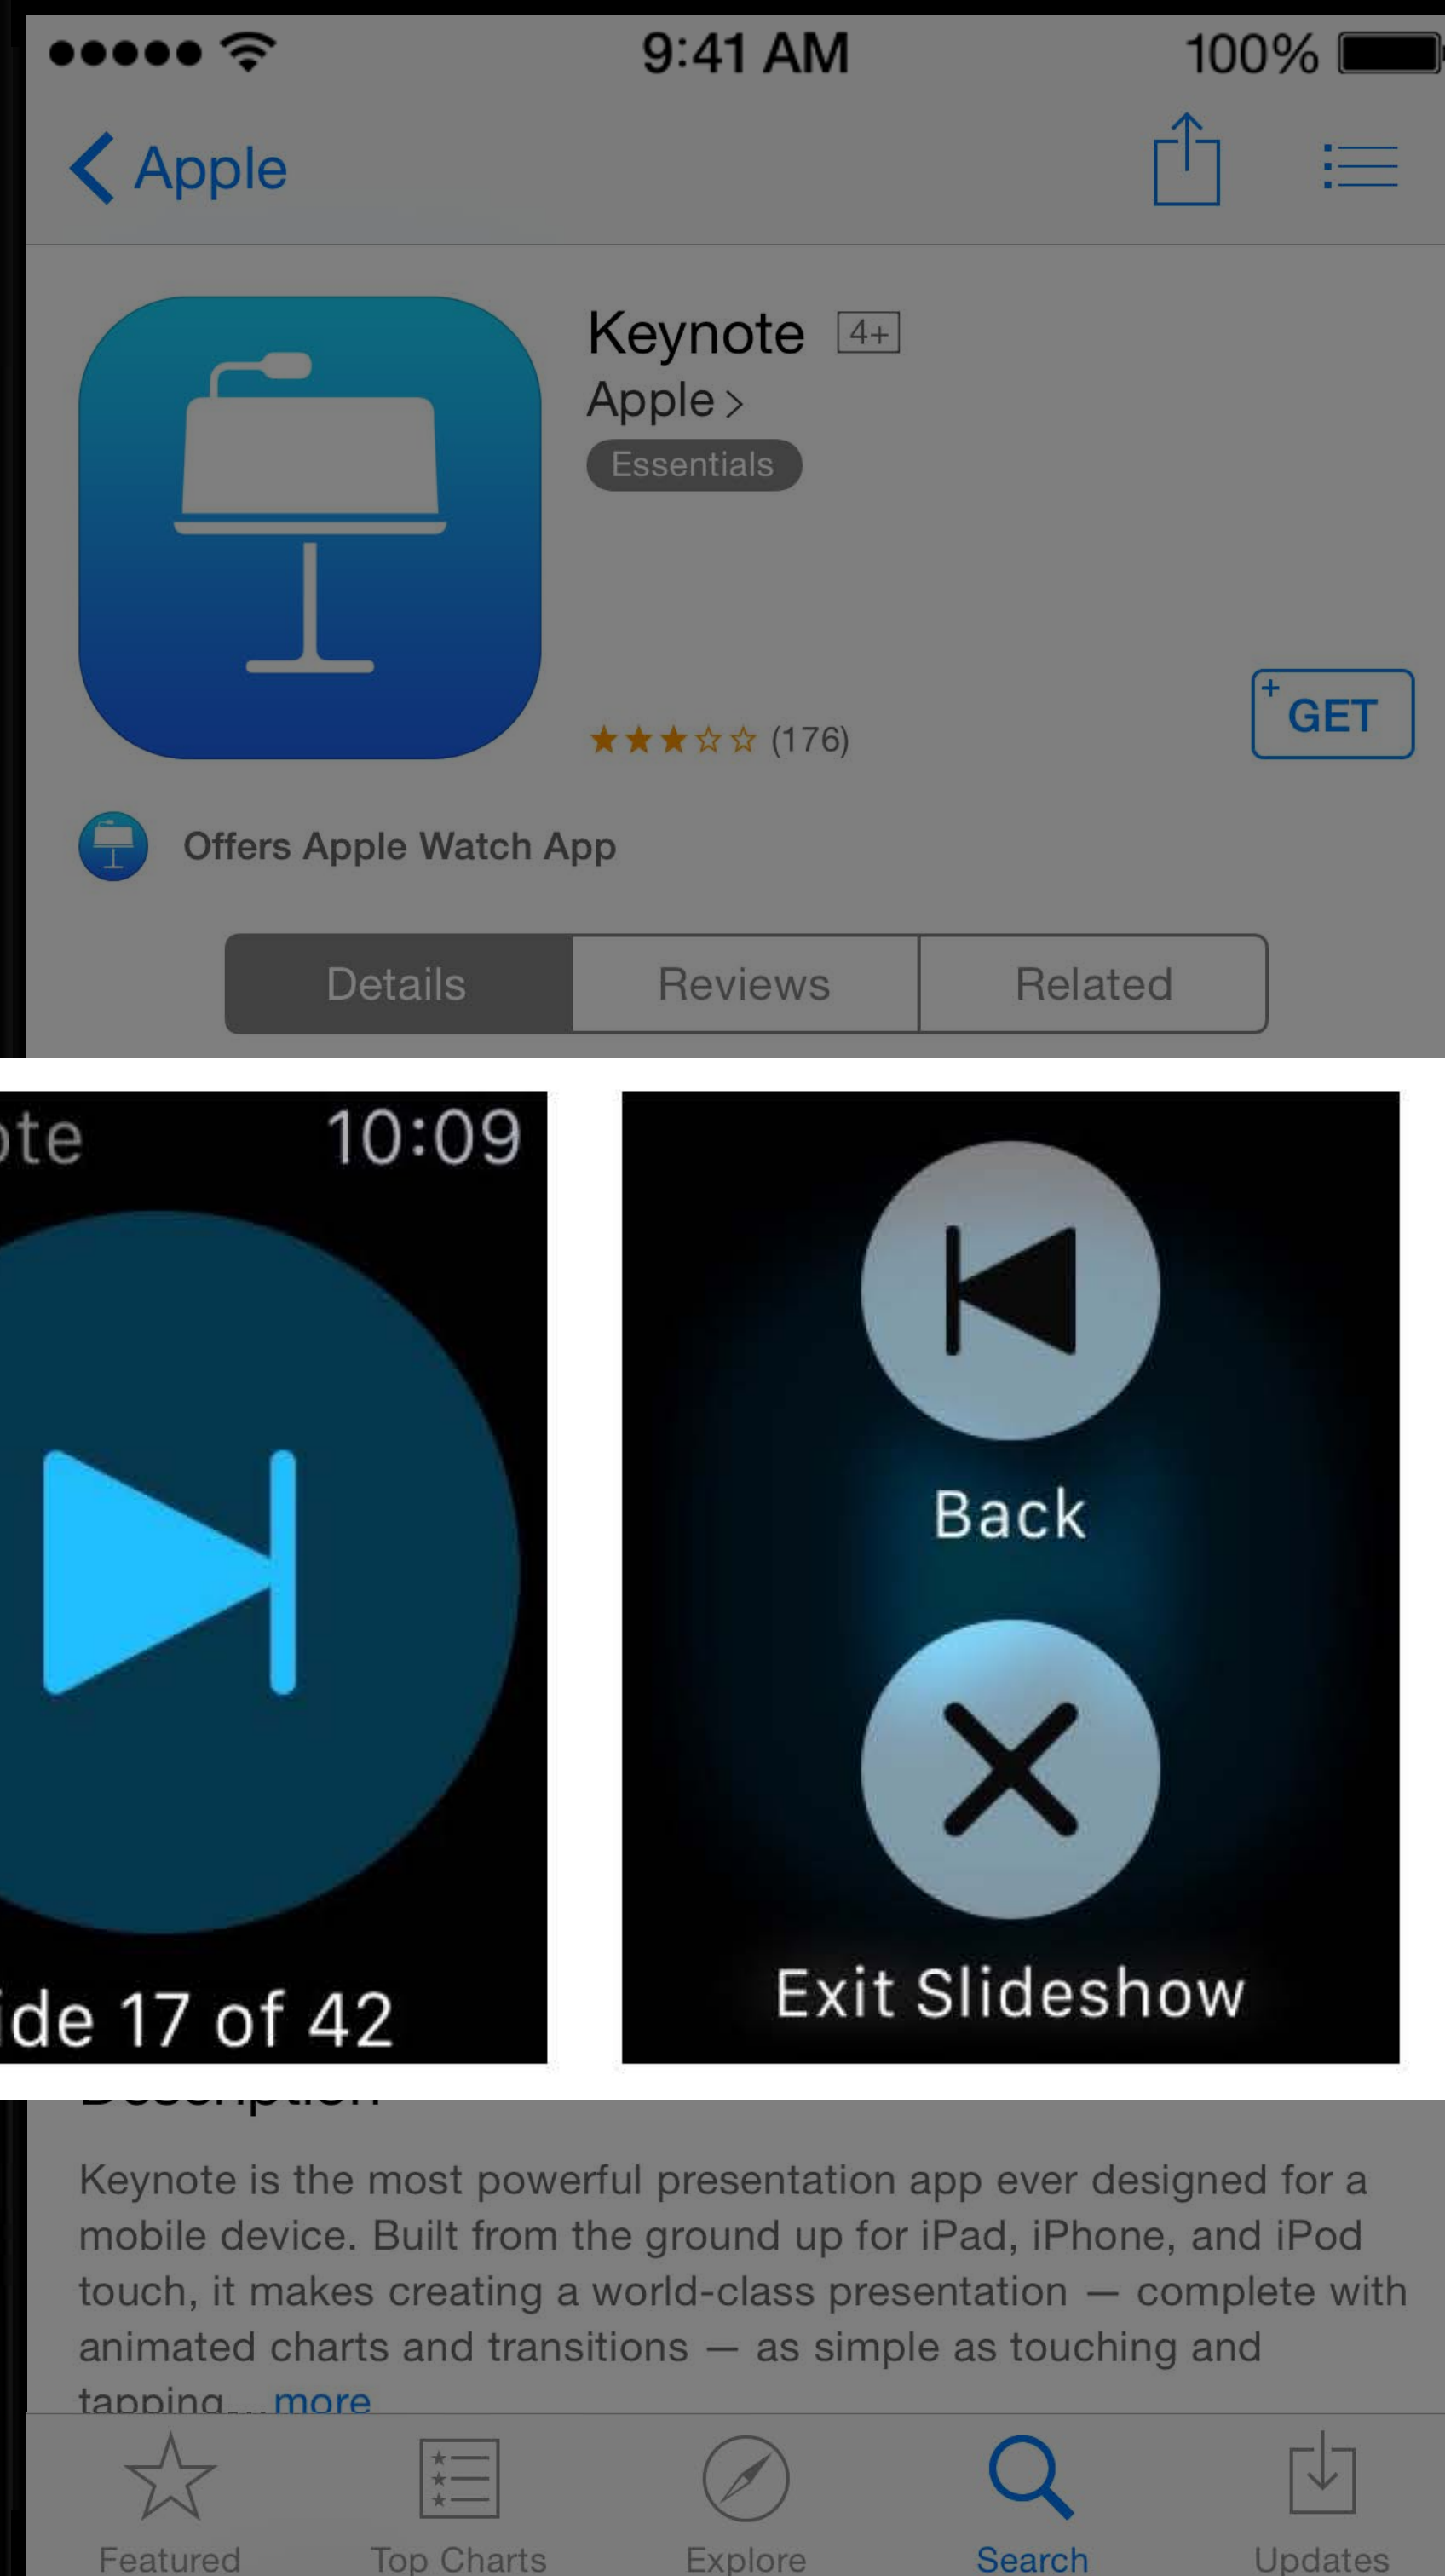 9:41 AM 100%
Apple
Keynote 4+
Apple >
Essentials
(176)
+ GET
Offers Apple Watch App
Details Reviews Related
ote 10:09
Back
ide 17 of 42
Exit Slideshow
Description
Keynote is the most powerful presentation app ever designed for a
mobile device. Built from the ground up for iPad, iPhone, and iPod
touch, it makes creating a world-class presentation — complete with
animated charts and transitions — as simple as touching and
tapping... more
Featured Top Charts Explore Search Updates